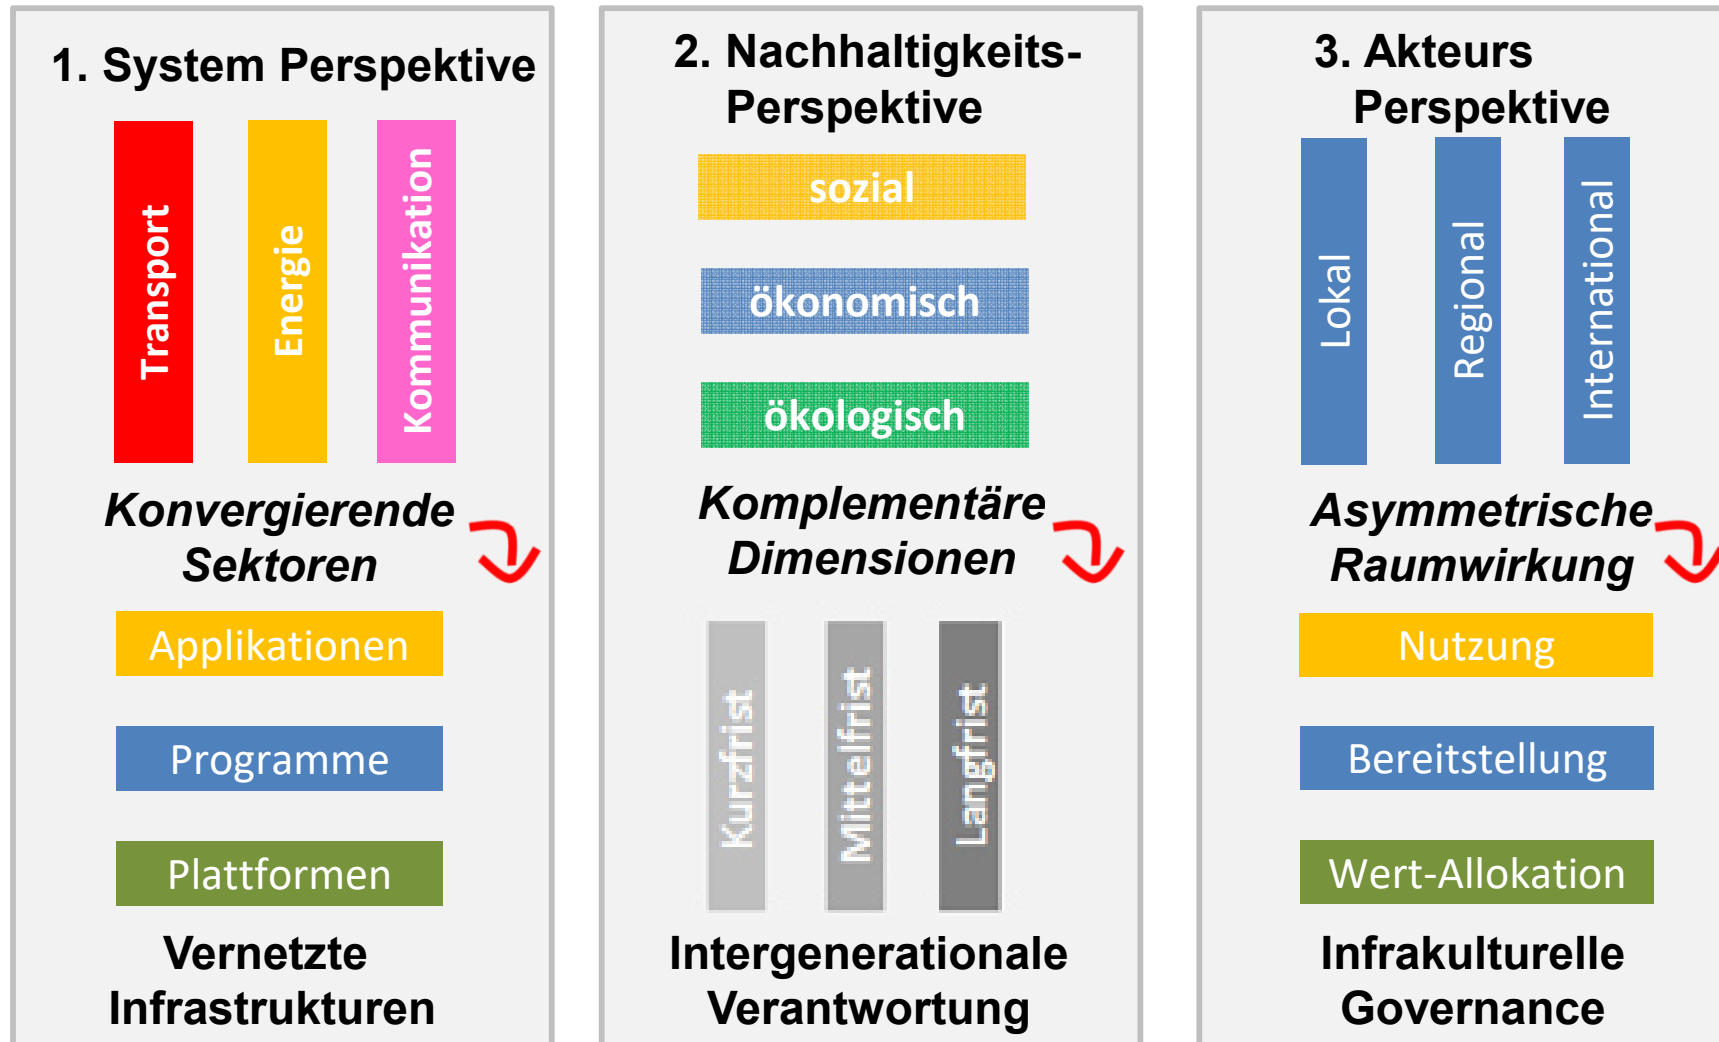 1. System Perspektive
Transport
Energie
Kommunikation
Konvergierende
Sektoren
Applikationen
Programme
Plattformen
Vernetzte
Infrastrukturen
2. Nachhaltigkeits-
Perspektive
sozial
ökonomisch
ökologisch
Komplementäre
Dimensionen
Kurzfrist
Mittelfrist
Langfrist
Intergenerationale
Verantwortung
3. Akteurs
Perspektive
Lokal
Regional
International
Asymmetrische
Raumwirkung
Nutzung
Bereitstellung
Wert-Allokation
Infrakulturelle
Governance